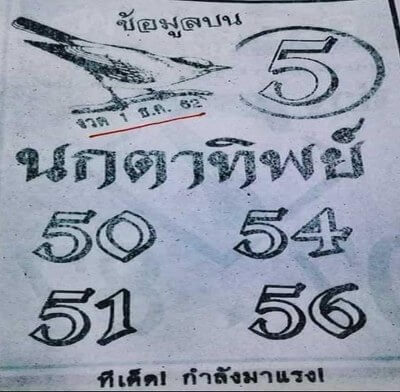 ข้อมูลบน
5
งวด 1 ธ.ค. 62
นกตาทิพย์
50 54
51 56
ทีเด็ด! กำลังมาแรง!